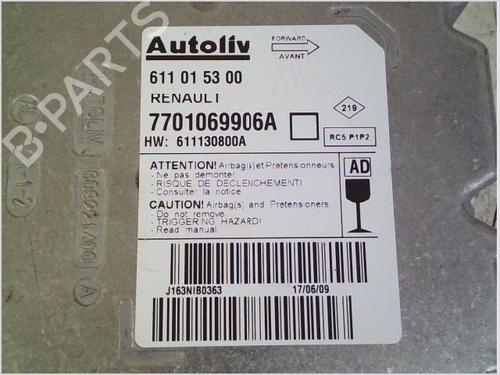 Autoliv
FORWARD
AVANT
611 01 53 00
RENAULT
219
7701069906A
RC5 P1P2
HW: 611130800A
ATTENTION! Airbag(s) et Pretensionneurs
- Ne pas demonter
- RISQUE DE DECLENCHEMENT!
- Consulter la notice
AD
CAUTION! Airbag(s) and Pretensioners
- Do not remove
- TRIGGERING HAZARD!
- Read manual
J163NIB0363
17/06/09
B-PARTS
AUTOLIV